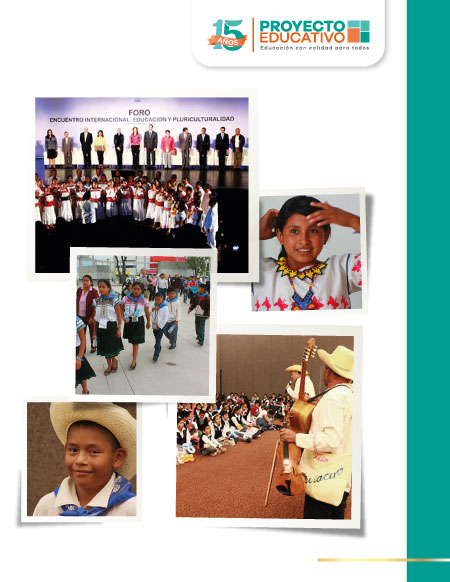 15 AÑOS
PROYECTO
EDUCATIVO
Educación con calidad para todos
FORO
ENCUENTRO INTERNACIONAL, EDUCACIÓN Y PLURICULTURALIDAD